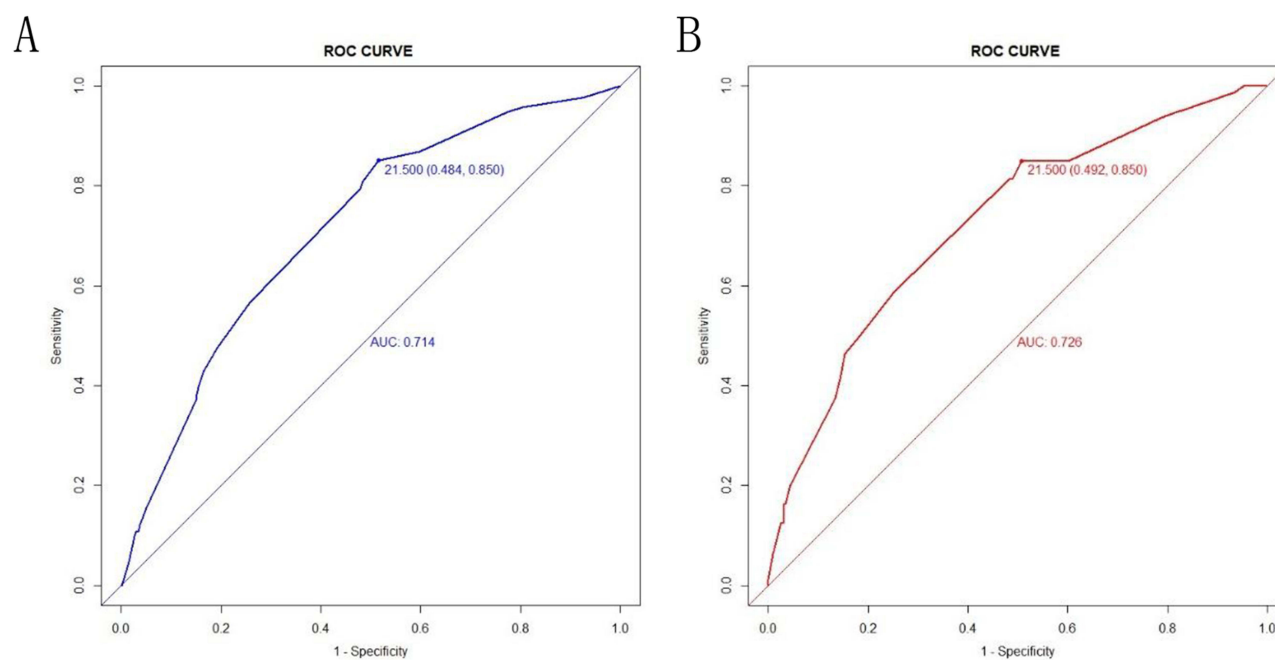 A
ROC CURVE
Sensitivity
1.0
0.8
0.6
0.4
0.2
0.0
21.500 (0.484, 0.850)
AUC: 0.714
0.0 0.2 0.4 0.6 0.8 1.0
1 - Specificity
B
ROC CURVE
Sensitivity
1.0
0.8
0.6
0.4
0.2
0.0
21.500 (0.492, 0.850)
AUC: 0.726
0.0 0.2 0.4 0.6 0.8 1.0
1 - Specificity